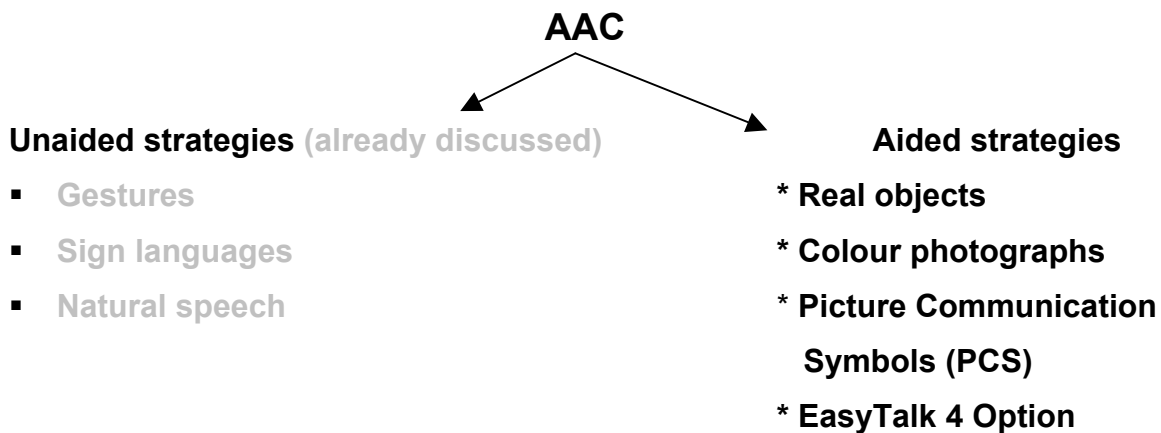 AAC
Unaided strategies (already discussed)
▪ Gestures
▪ Sign languages
▪ Natural speech
Aided strategies
* Real objects
* Colour photographs
* Picture Communication
Symbols (PCS)
* EasyTalk 4 Option